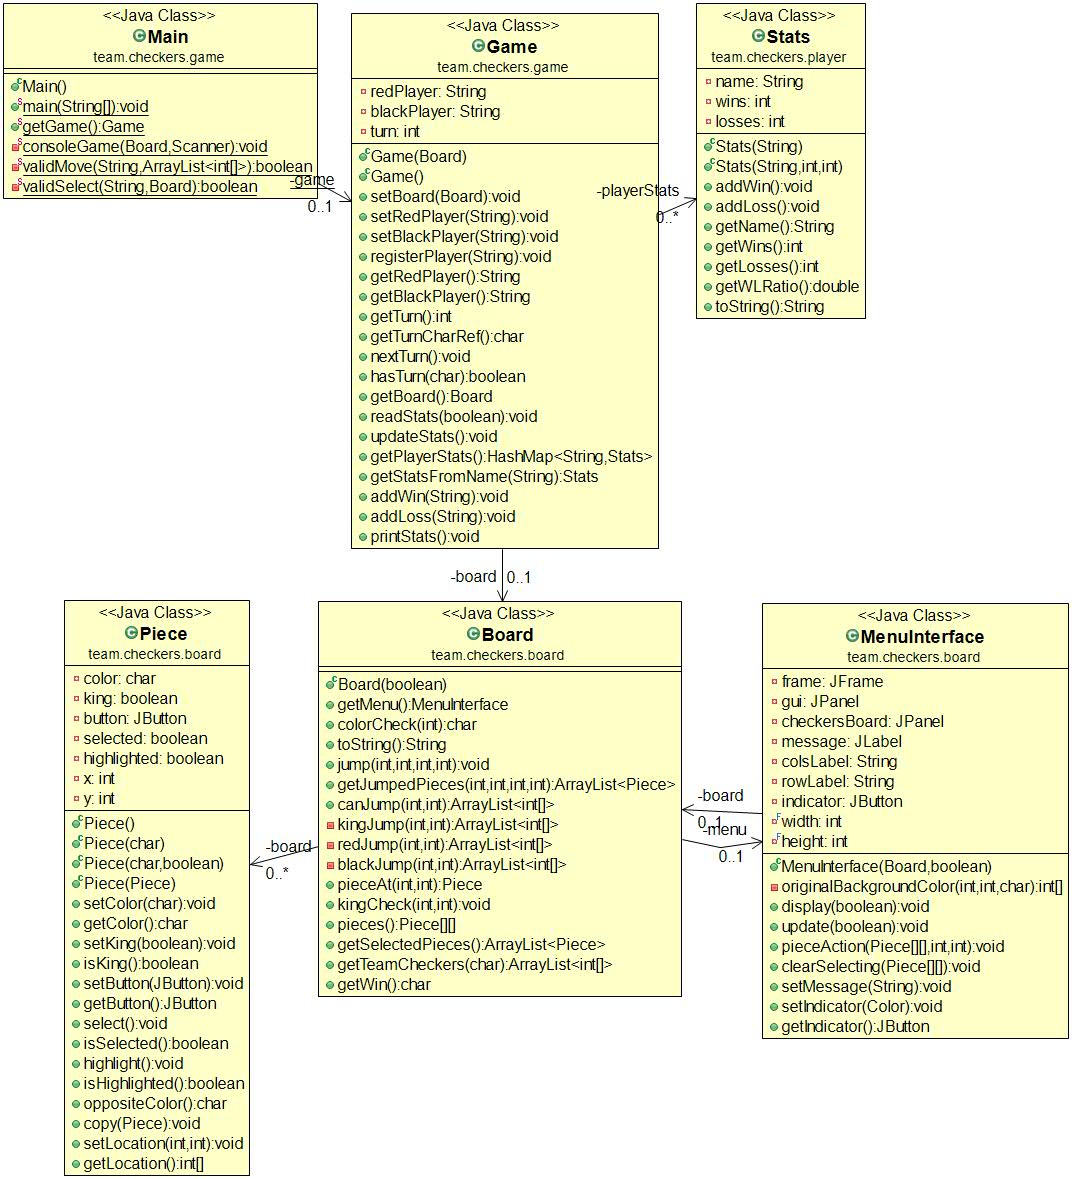 <<Java Class>>
Main
team.checkers.game
Main()
main(String[]):void
getGame():Game
consoleGame(Board,Scanner):void
validMove(String,ArrayList<int[]>):boolean
validSelect(String,Board):boolean
-game
0..1
<<Java Class>>
Game
team.checkers.game
redPlayer: String
blackPlayer: String
turn: int
Game(Board)
Game()
setBoard(Board):void
setRedPlayer(String):void
setBlackPlayer(String):void
registerPlayer(String):void
getRedPlayer():String
getBlackPlayer():String
getTurn():int
getTurnCharRef():char
nextTurn():void
hasTurn(char):boolean
getBoard():Board
readStats(boolean):void
updateStats():void
getPlayerStats():HashMap<String,Stats>
getStatsFromName(String):Stats
addWin(String):void
addLoss(String):void
printStats():void
-playerStats
0..*
<<Java Class>>
Stats
team.checkers.player
name: String
wins: int
losses: int
Stats(String)
Stats(String,int,int)
addWin():void
addLoss():void
getName():String
getWins():int
getLosses():int
getWLRatio():double
toString():String
-board
0..1
<<Java Class>>
Piece
team.checkers.board
color: char
king: boolean
button: JButton
selected: boolean
highlighted: boolean
x: int
y: int
Piece()
Piece(char)
Piece(char,boolean)
Piece(Piece)
setColor(char):void
getColor():char
setKing(boolean):void
isKing():boolean
setButton(JButton):void
getButton():JButton
select():void
isSelected():boolean
highlight():void
isHighlighted():boolean
oppositeColor():char
copy(Piece):void
setLocation(int,int):void
getLocation():int[]
-board
0..*
<<Java Class>>
Board
team.checkers.board
Board(boolean)
getMenu():MenuInterface
colorCheck(int):char
toString():String
jump(int,int,int,int):void
getJumpedPieces(int,int,int,int):ArrayList<Piece>
canJump(int,int):ArrayList<int[]>
kingJump(int,int):ArrayList<int[]>
redJump(int,int):ArrayList<int[]>
blackJump(int,int):ArrayList<int[]>
pieceAt(int,int):Piece
kingCheck(int,int):void
pieces():Piece[][]
getSelectedPieces():ArrayList<Piece>
getTeamCheckers(char):ArrayList<int[]>
getWin():char
-board
0..1
-menu
0..1
<<Java Class>>
MenuInterface
team.checkers.board
frame: JFrame
gui: JPanel
checkersBoard: JPanel
message: JLabel
colsLabel: String
rowLabel: String
indicator: JButton
width: int
height: int
MenuInterface(Board,boolean)
originalBackgroundColor(int,int,char):int[]
display(boolean):void
update(boolean):void
pieceAction(Piece[][],int,int):void
clearSelecting(Piece[][]):void
setMessage(String):void
setIndicator(Color):void
getIndicator():JButton